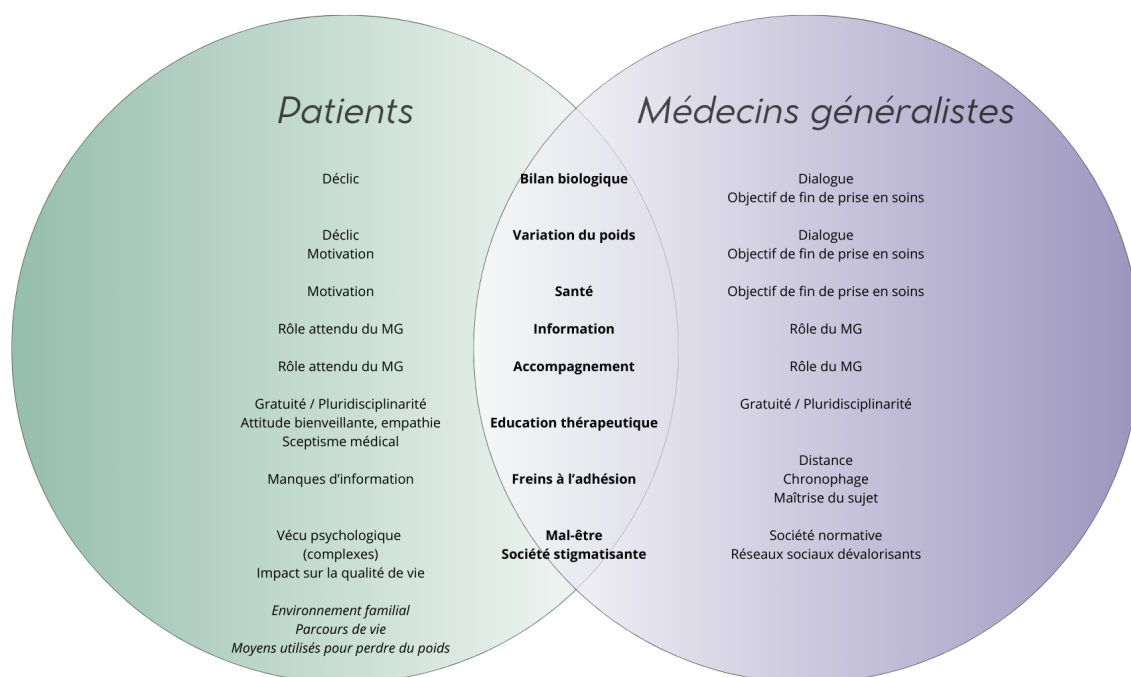 Patients
Médecins généralistes
Déclic
Bilan biologique
Dialogue
Objectif de fin de prise en soins
Déclic
Variation du poids
Dialogue
Motivation
Objectif de fin de prise en soins
Motivation
Santé
Objectif de fin de prise en soins
Rôle attendu du MG
Information
Rôle du MG
Rôle attendu du MG
Accompagnement
Rôle du MG
Gratuité / Pluridisciplinarité
Gratuité / Pluridisciplinarité
Attitude bienveillante, empathie
Education thérapeutique
Sceptisme médical
Distance
Manques d'information
Freins à l'adhésion
Chronophage
Maîtrise du sujet
Vécu psychologique
Mal-être
Société normative
(complexes)
Société stigmatisante
Réseaux sociaux dévalorisants
Impact sur la qualité de vie
Environnement familial
Parcours de vie
Moyens utilisés pour perdre du poids